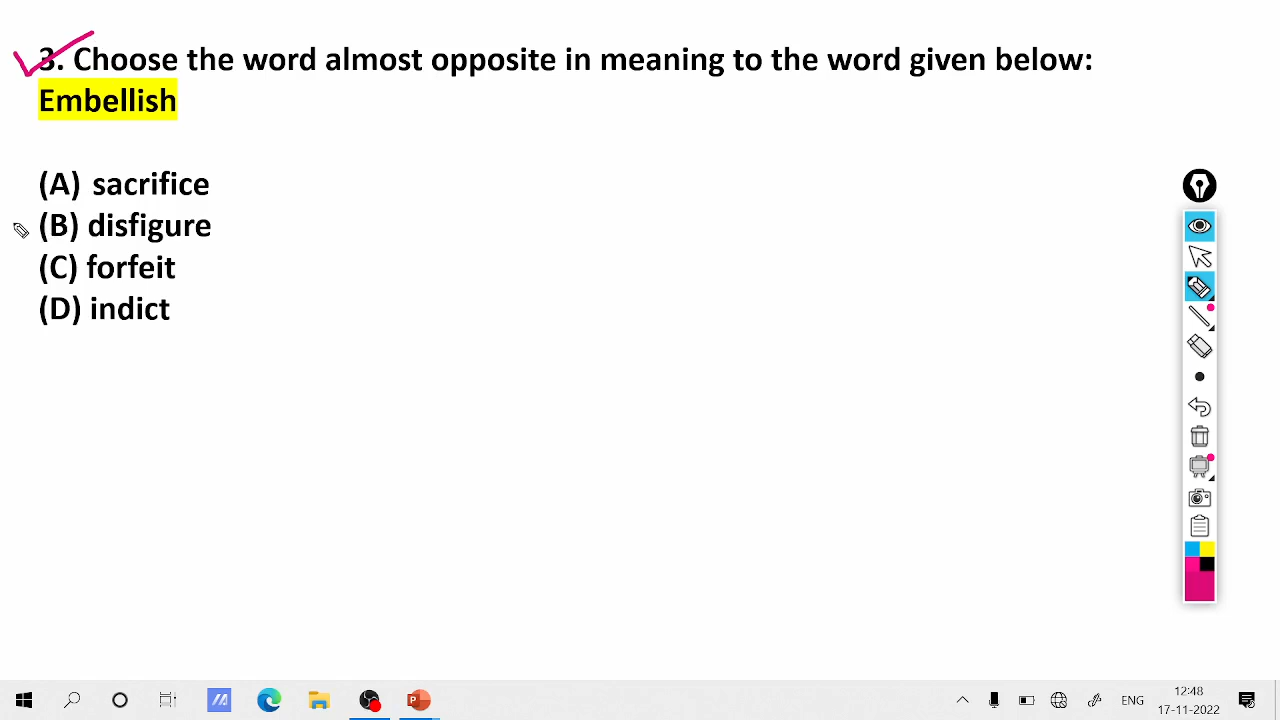 3. Choose the word almost opposite in meaning to the word given below:
Embellish
(A) sacrifice
(B) disfigure
(C) forfeit
(D) indict
ENG
12:48
17-11-2022